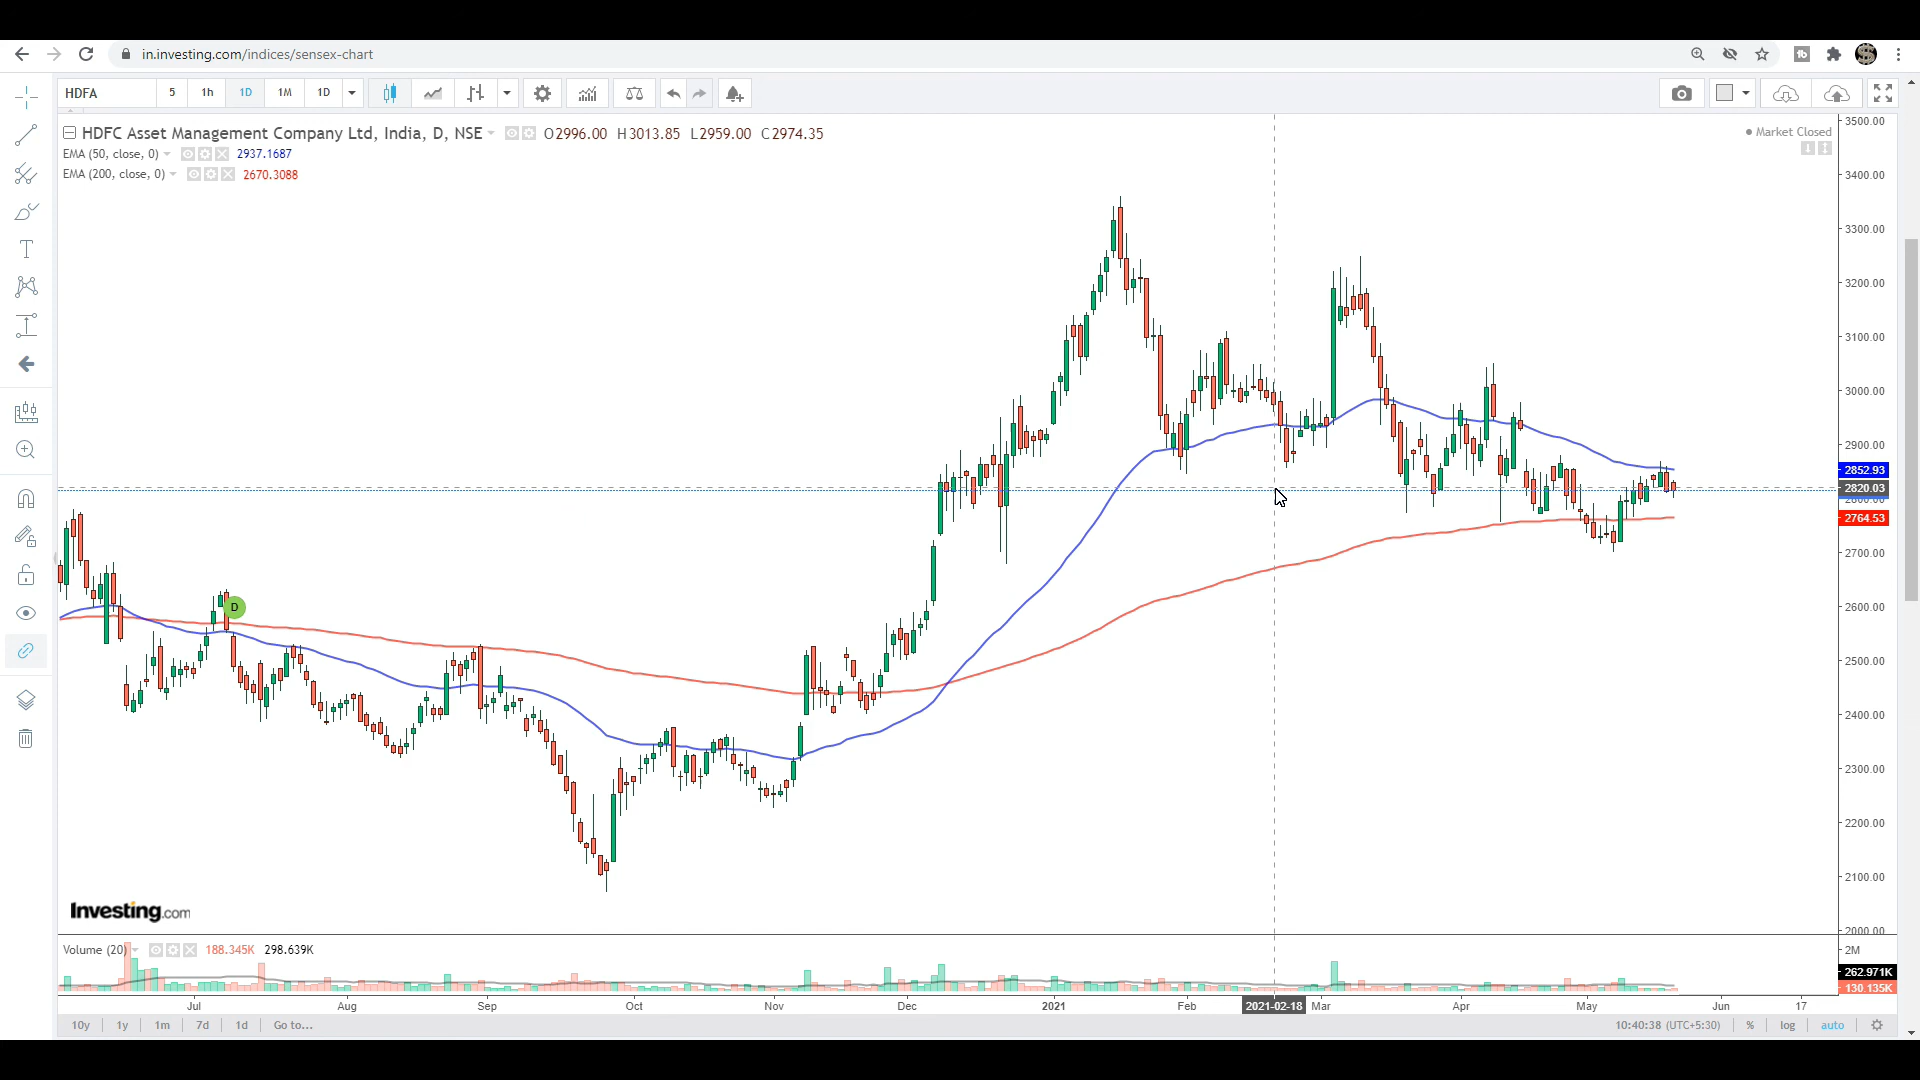 in.investing.com/indices/sensex-chart
HDFA 5 1h 1D 1M 1D
HDFC Asset Management Company Ltd, India, D, NSE O2996.00 H3013.85 L2959.00 C2974.35
Market Closed
EMA (50, close, 0) 2937.1687
EMA (200, close, 0) 2670.3088
3500.00
3400.00
3300.00
3200.00
3100.00
3000.00
2900.00
2852.93
2820.03
2764.53
2700.00
2600.00
D
2500.00
2400.00
2300.00
2200.00
2100.00
2000.00
Investing.com
Volume (20) 188.345K 298.639K
2M
262.971K
130.135K
Jul Aug Sep Oct Nov Dec 2021 Feb 2021-02-18 Mar Apr May Jun 17
10y 1y 1m 7d 1d Go to... 10:40:38 (UTC+5:30) % log auto